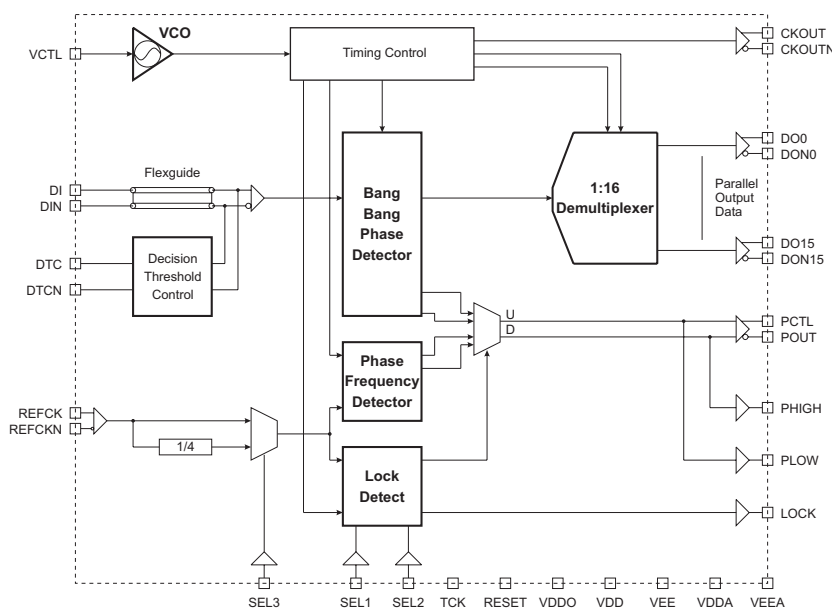 VCO
VCTL
Timing Control
CKOUT
CKOUTN
DO0
DON0
Flexguide
DI
DIN
Bang
Bang
Phase
Detector
1:16
Demultiplexer
Parallel
Output
Data
DTC
DTCN
Decision
Threshold
Control
DO15
DON15
U
D
PCTL
POUT
Phase
Frequency
Detector
REFCK
REFCKN
1/4
PHIGH
PLOW
Lock
Detect
LOCK
SEL3
SEL1
SEL2
TCK
RESET
VDDO
VDD
VEE
VDDA
VEEA